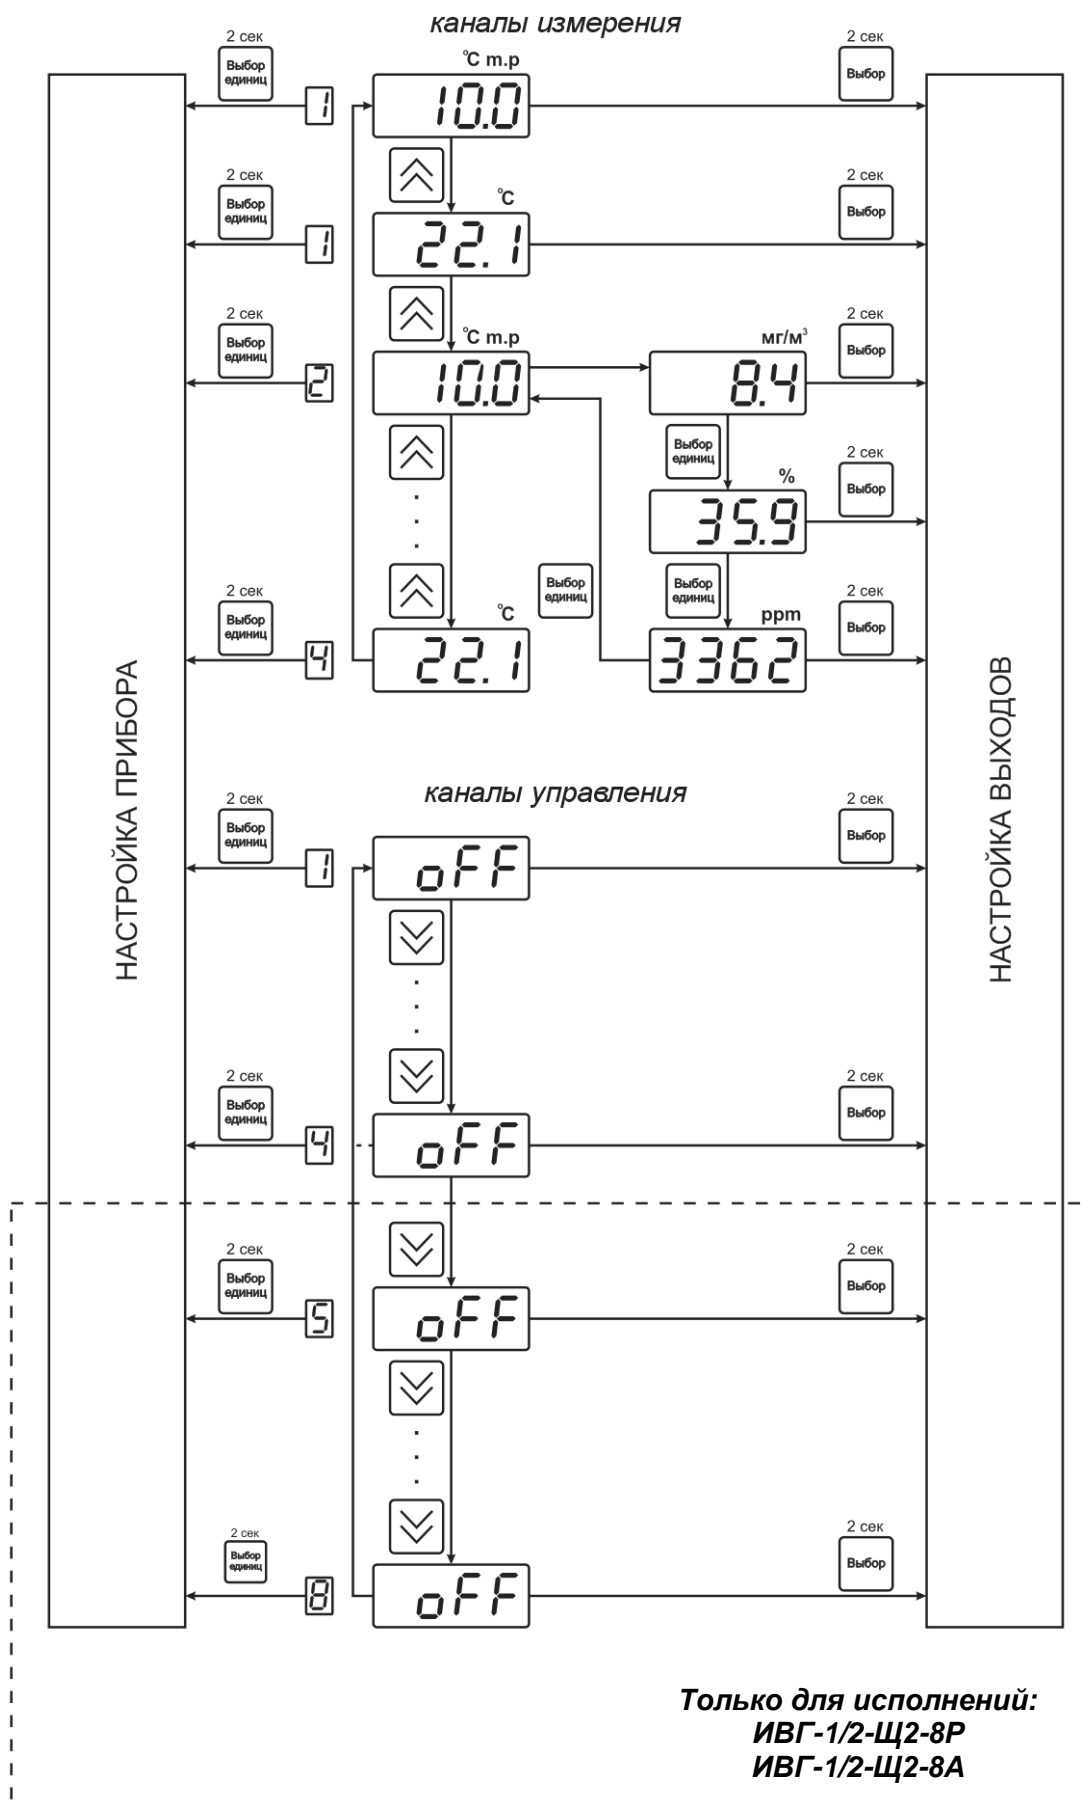 каналы измерения
2 сек
Выбор
единиц
1
°C т.р
10.0
2 сек
Выбор
2 сек
Выбор
единиц
1
°C
22.1
2 сек
Выбор
2 сек
Выбор
единиц
2
°C т.р
10.0
мг/м³
8.4
2 сек
Выбор
Выбор
единиц
%
35.9
2 сек
Выбор
Выбор
единиц
Выбор
единиц
2 сек
Выбор
единиц
4
°C
22.1
ppm
3362
2 сек
Выбор
НАСТРОЙКА ПРИБОРА
НАСТРОЙКА ВЫХОДОВ
каналы управления
2 сек
Выбор
единиц
1
oFF
2 сек
Выбор
2 сек
Выбор
единиц
4
oFF
2 сек
Выбор
2 сек
Выбор
единиц
5
oFF
2 сек
Выбор
2 сек
Выбор
единиц
8
oFF
2 сек
Выбор
Только для исполнений:
ИВГ-1/2-Щ2-8Р
ИВГ-1/2-Щ2-8А